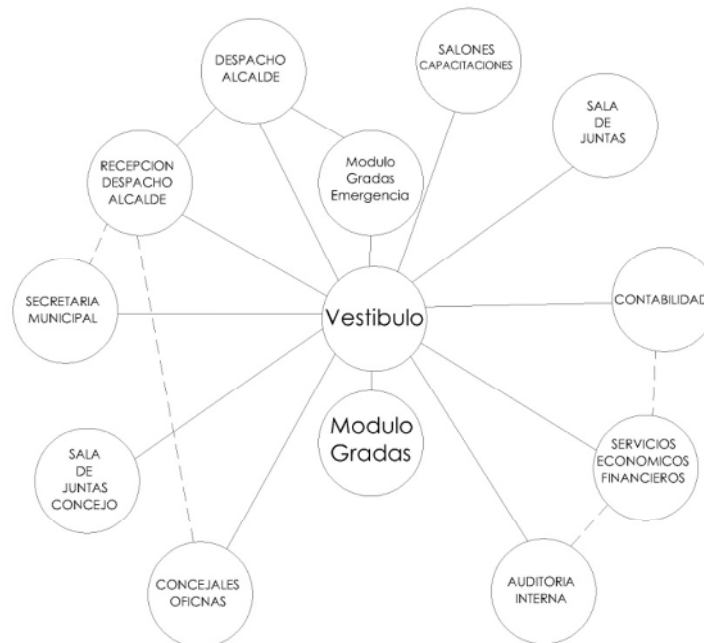 DESPACHO
ALCALDE
SALONES
CAPACITACIONES
SALA
DE
JUNTAS
RECEPCION
DESPACHO
ALCALDE
Modulo
Gradas
Emergencia
SECRETARIA
MUNICIPAL
Vestibulo
CONTABILIDAD
Modulo
Gradas
SERVICIOS
ECONOMICOS
FINANCIEROS
SALA
DE
JUNTAS
CONCEJO
CONCEJALES
OFICNAS
AUDITORIA
INTERNA